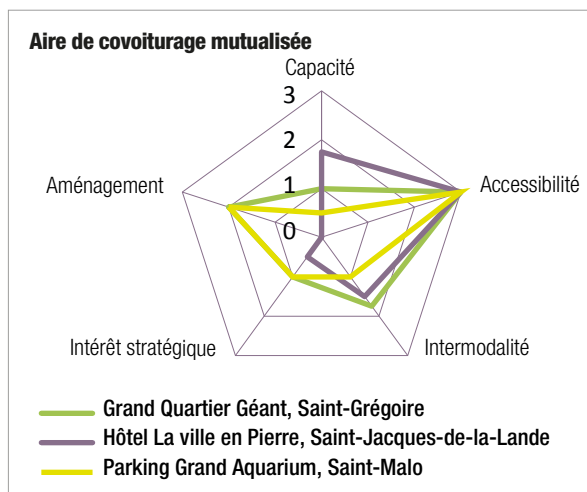 Aire de covoiturage mutualisée
Capacité
3
2
1
0
Aménagement
Accessibilité
Intérêt stratégique
Intermodalité
Grand Quartier Géant, Saint-Grégoire
Hôtel La ville en Pierre, Saint-Jacques-de-la-Lande
Parking Grand Aquarium, Saint-Malo